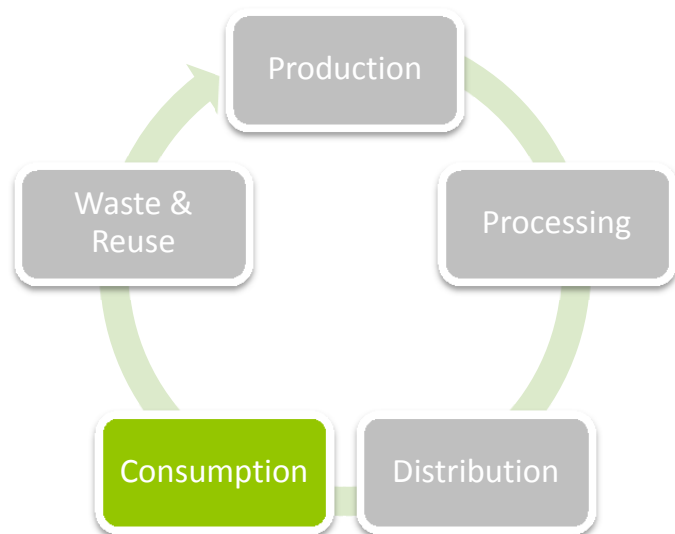 Production
Processing
Distribution
Consumption
Waste &
Reuse